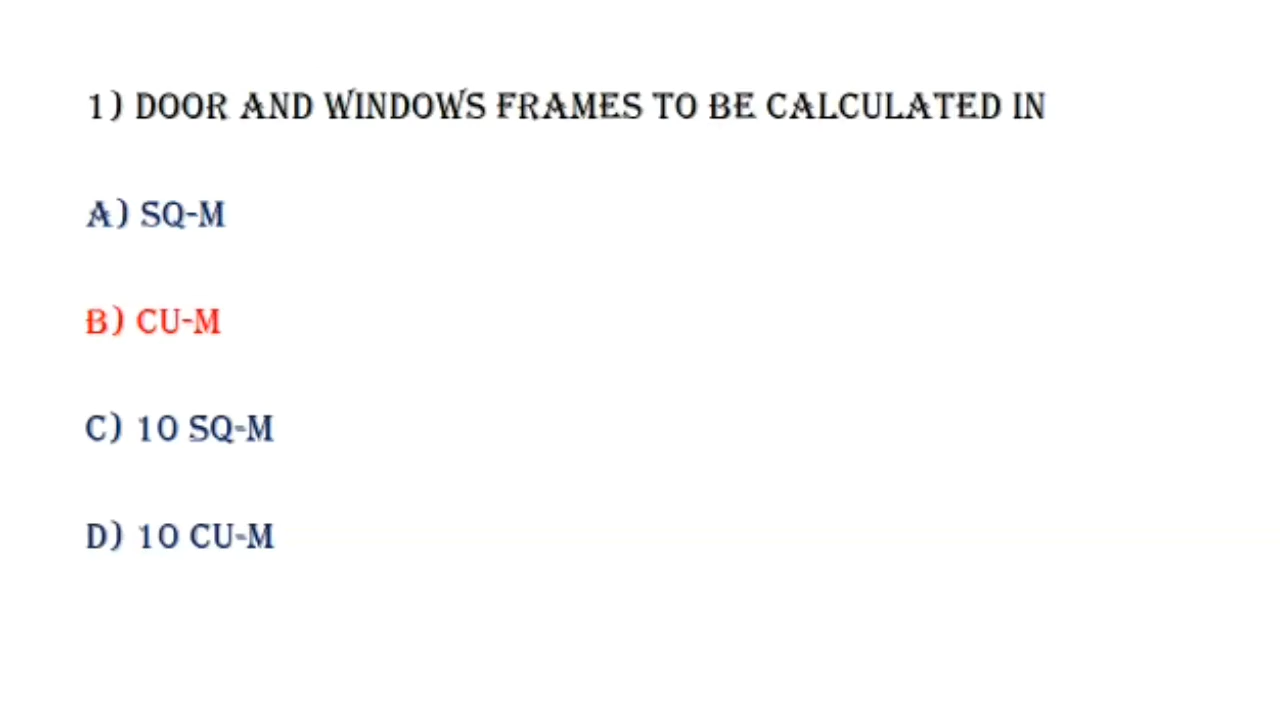 1) DOOR AND WINDOWS FRAMES TO BE CALCULATED IN
A) SQ-M
B) CU-M
C) 10 SQ-M
D) 10 CU-M